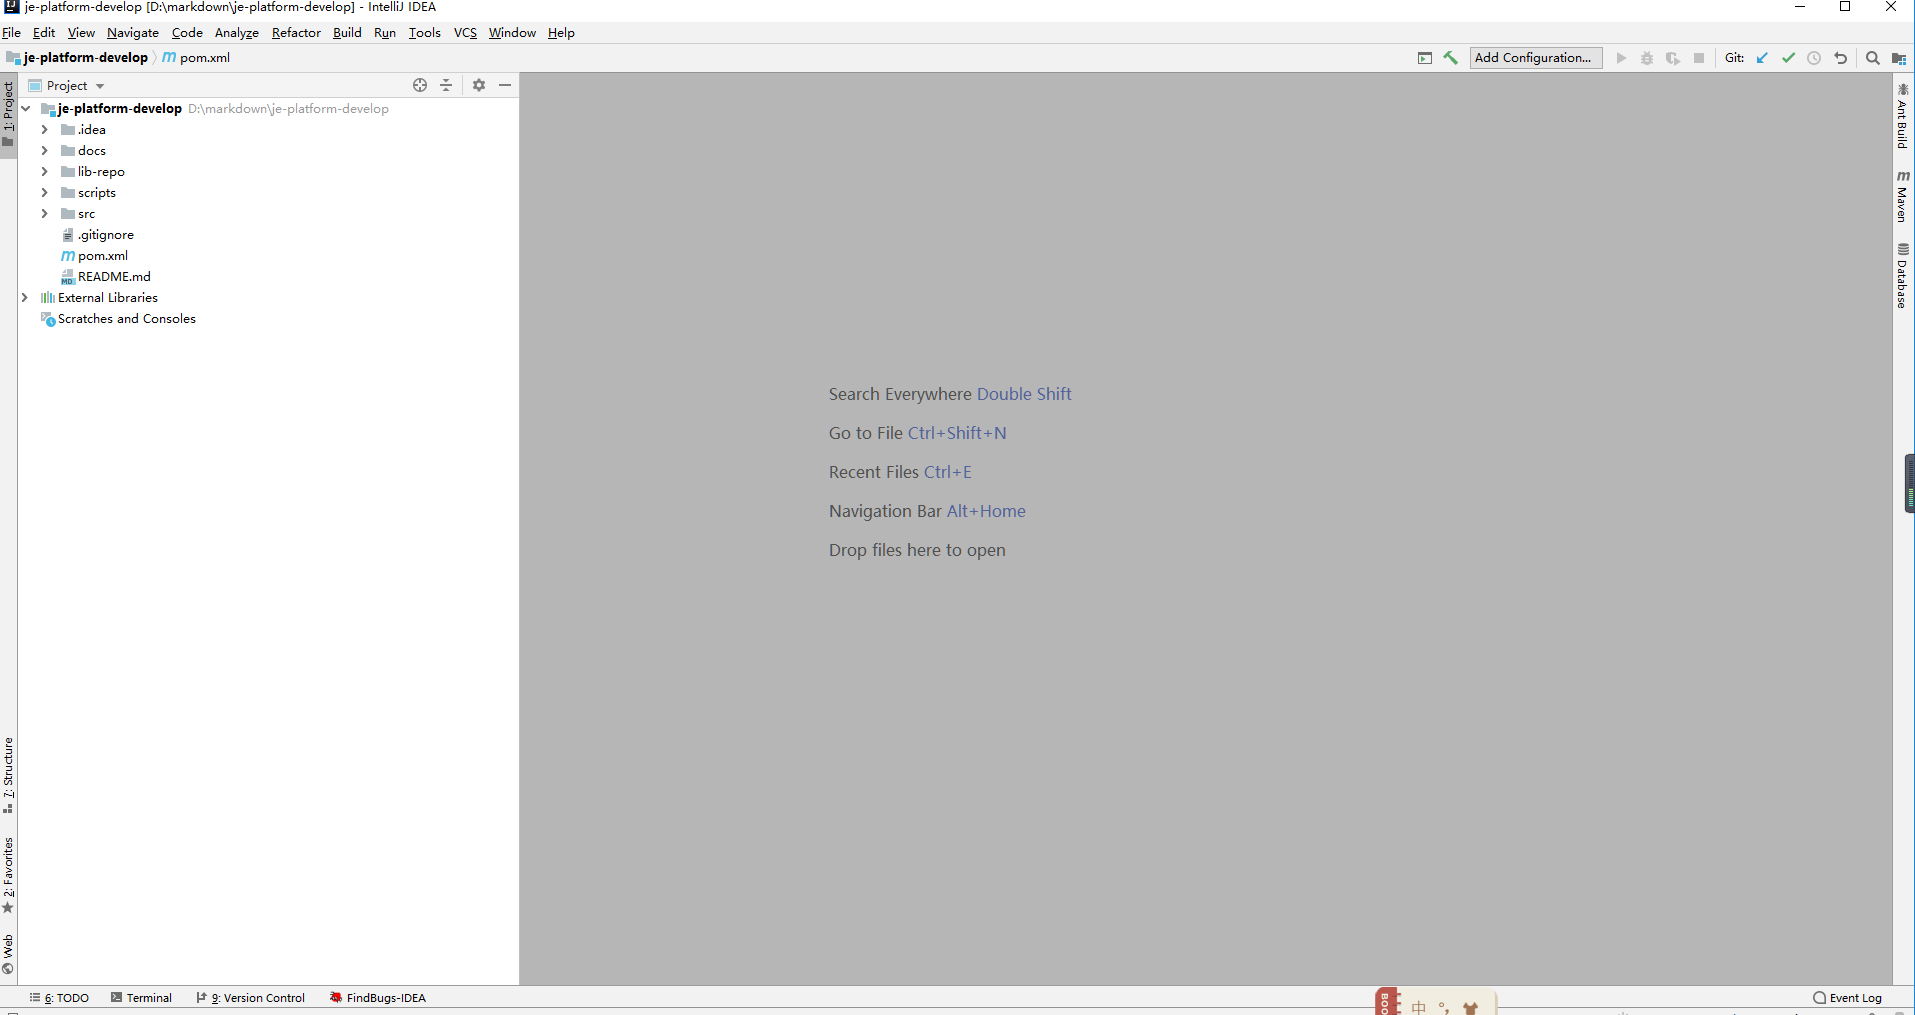 je-platform-develop [D:\markdown\je-platform-develop] - IntelliJ IDEA
File Edit View Navigate Code Analyze Refactor Build Run Tools VCS Window Help
je-platform-develop pom.xml
Add Configuration...
Git:
1: Project
Project
je-platform-develop D:\markdown\je-platform-develop
.idea
docs
lib-repo
scripts
src
.gitignore
pom.xml
README.md
External Libraries
Scratches and Consoles
Search Everywhere Double Shift
Go to File Ctrl+Shift+N
Recent Files Ctrl+E
Navigation Bar Alt+Home
Drop files here to open
Ant Build
Maven
Database
7: Structure
2: Favorites
Web
6: TODO Terminal 9: Version Control FindBugs-IDEA
中 °,
Event Log